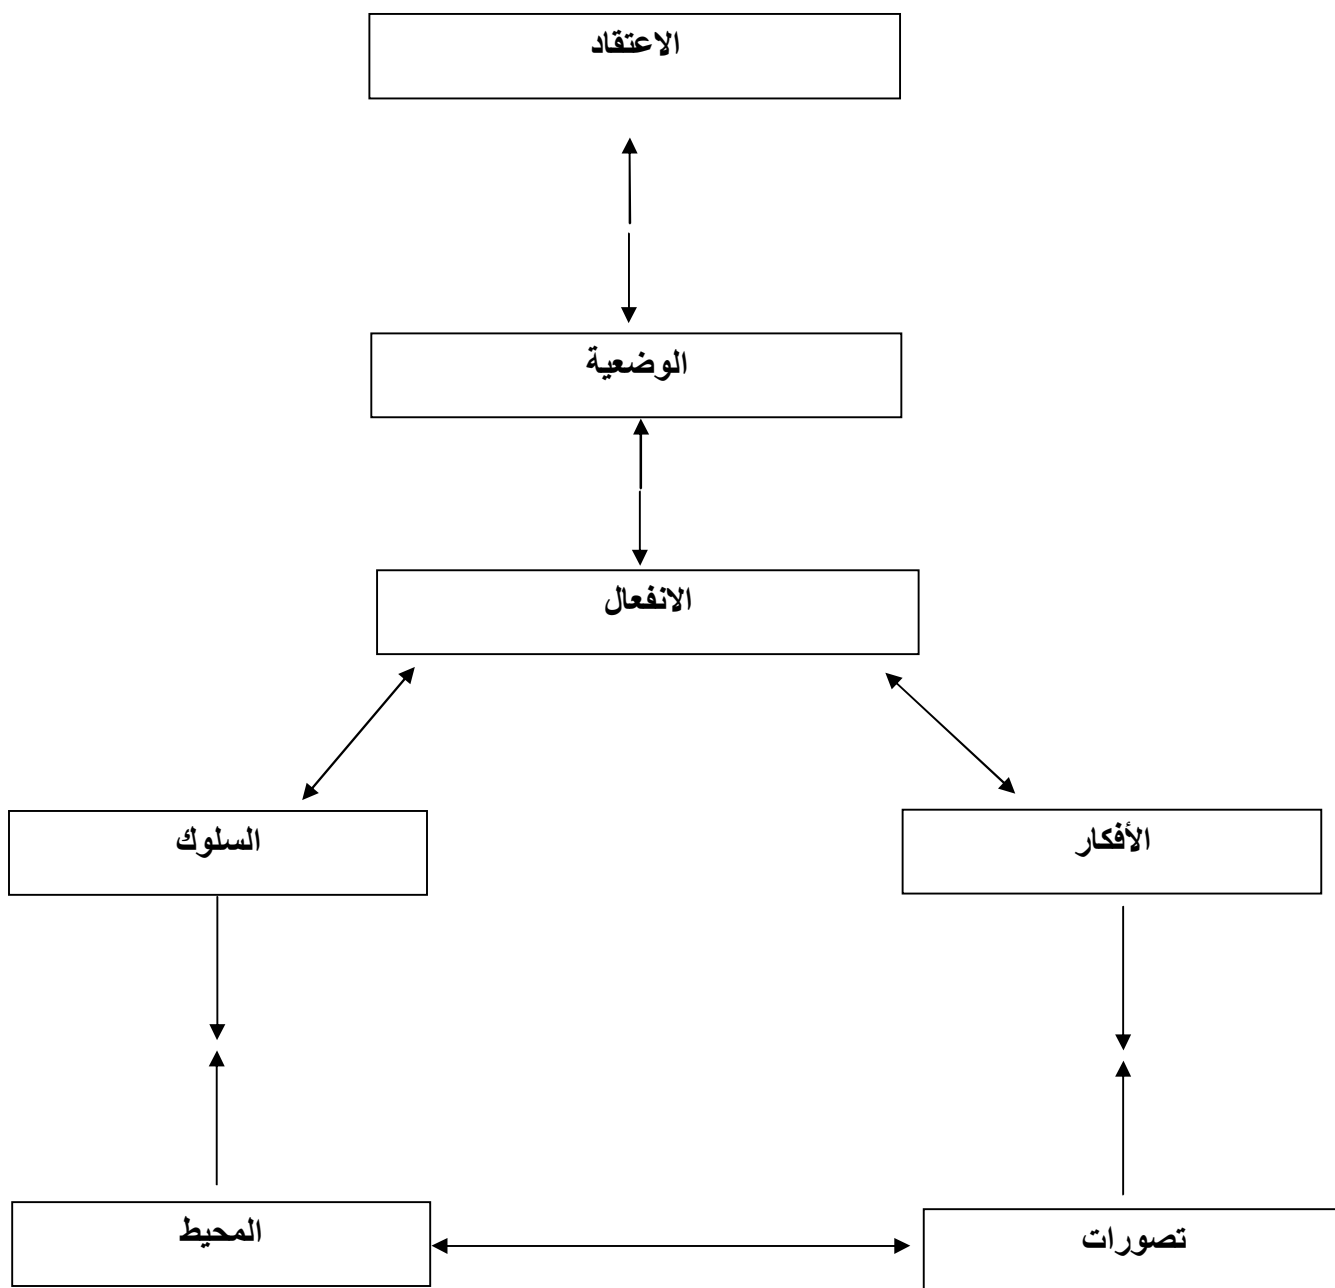 الاعتقاد
الوضعية
الانفعال
الأفكار
السلوك
تصورات
المحيط